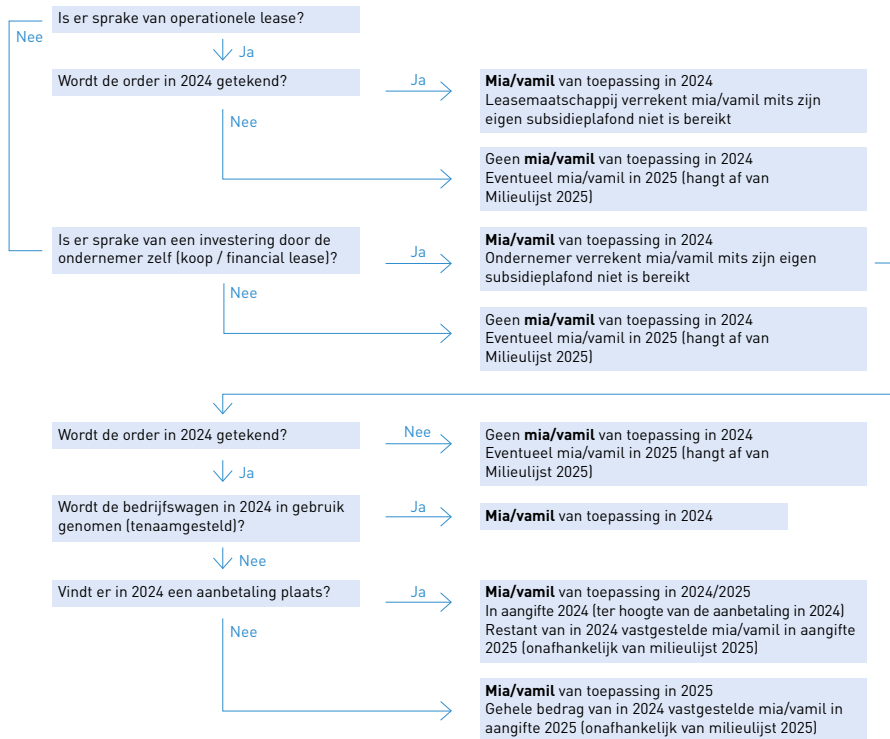 Is er sprake van operationele lease?
Nee
Ja
Wordt de order in 2024 getekend?
Ja
Mia/vamil van toepassing in 2024
Leasemaatschappij verrekent mia/vamil mits zijn
eigen subsidieplafond niet is bereikt
Nee
Geen mia/vamil van toepassing in 2024
Eventueel mia/vamil in 2025 (hangt af van
Milieulijst 2025)
Is er sprake van een investering door de
ondernemer zelf (koop / financial lease)?
Ja
Mia/vamil van toepassing in 2024
Ondernemer verrekent mia/vamil mits zijn eigen
subsidieplafond niet is bereikt
Nee
Geen mia/vamil van toepassing in 2024
Eventueel mia/vamil in 2025 (hangt af van
Milieulijst 2025)
Wordt de order in 2024 getekend?
Nee
Geen mia/vamil van toepassing in 2024
Eventueel mia/vamil in 2025 (hangt af van
Milieulijst 2025)
Ja
Wordt de bedrijfswagen in 2024 in gebruik
genomen (tenaamgesteld)?
Ja
Mia/vamil van toepassing in 2024
Nee
Vindt er in 2024 een aanbetaling plaats?
Ja
Mia/vamil van toepassing in 2024/2025
In aangifte 2024 (ter hoogte van de aanbetaling in 2024)
Restant van in 2024 vastgestelde mia/vamil in aangifte
2025 (onafhankelijk van milieulijst 2025)
Nee
Mia/vamil van toepassing in 2025
Gehele bedrag van in 2024 vastgestelde mia/vamil in
aangifte 2025 (onafhankelijk van milieulijst 2025)